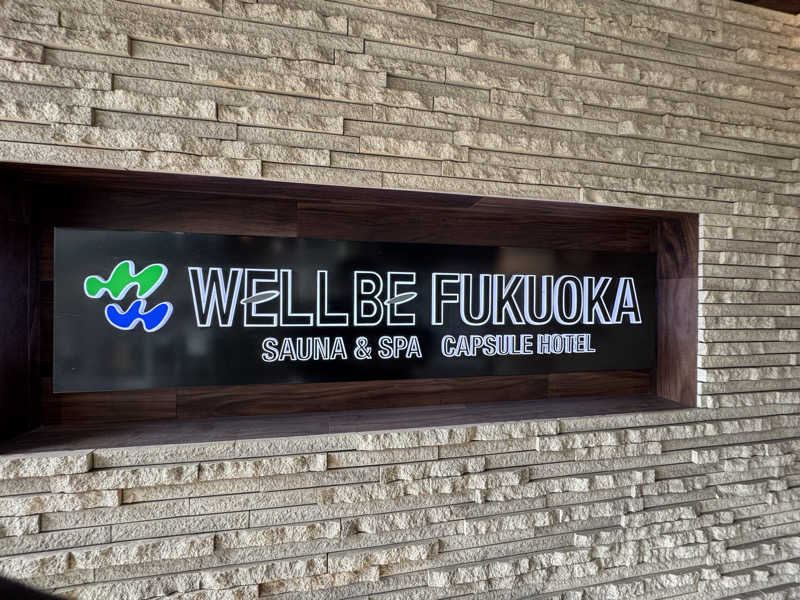 WELLBE FUKUOKA
SAUNA & SPA CAPSULE HOTEL